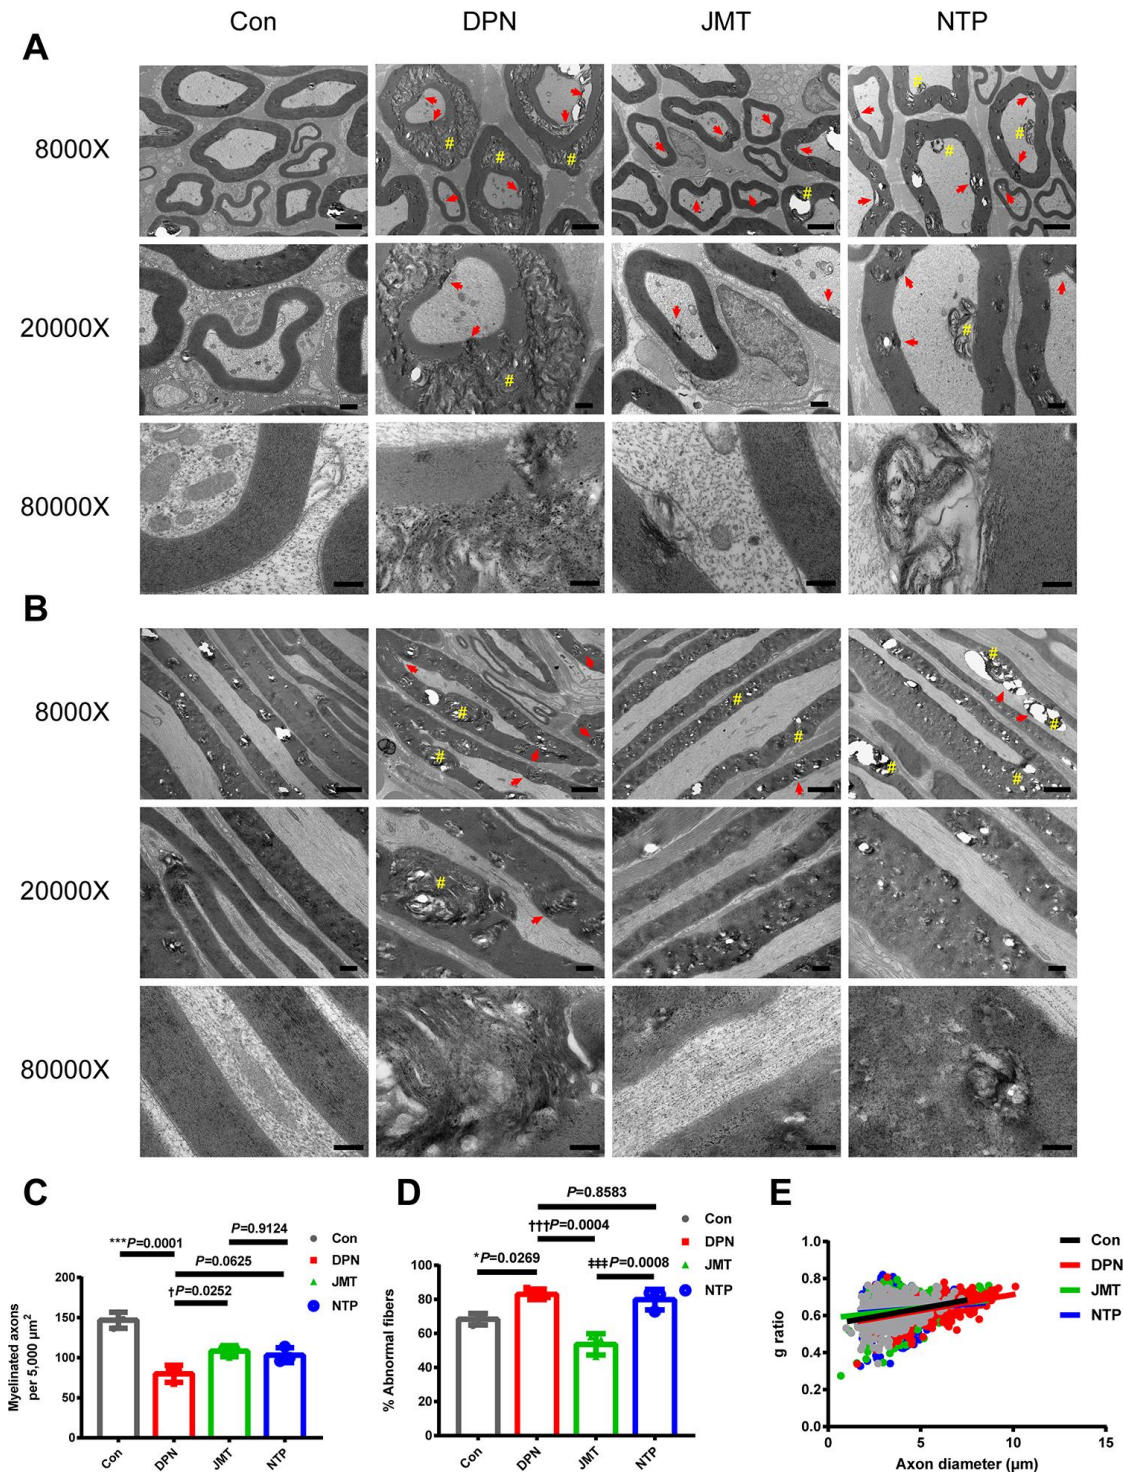 Con DPN JMT NTP
A
8000X
# # # # # # #
20000X
# #
80000X
B
8000X
# # # # # # #
20000X
#
80000X
C
***P=0.0001
P=0.9124
P=0.0625
†P=0.0252
Con
DPN
JMT
NTP
Myelinated axons
per 5,000 µm²
200
150
100
50
0
Con DPN JMT NTP
D
P=0.8583
†††P=0.0004
*P=0.0269
‡‡‡P=0.0008
Con
DPN
JMT
NTP
% Abnormal fibers
100
80
60
40
20
0
Con DPN JMT NTP
E
Con
DPN
JMT
NTP
g ratio
1.0
0.8
0.6
0.4
0.2
0.0
0 5 10 15
Axon diameter (µm)